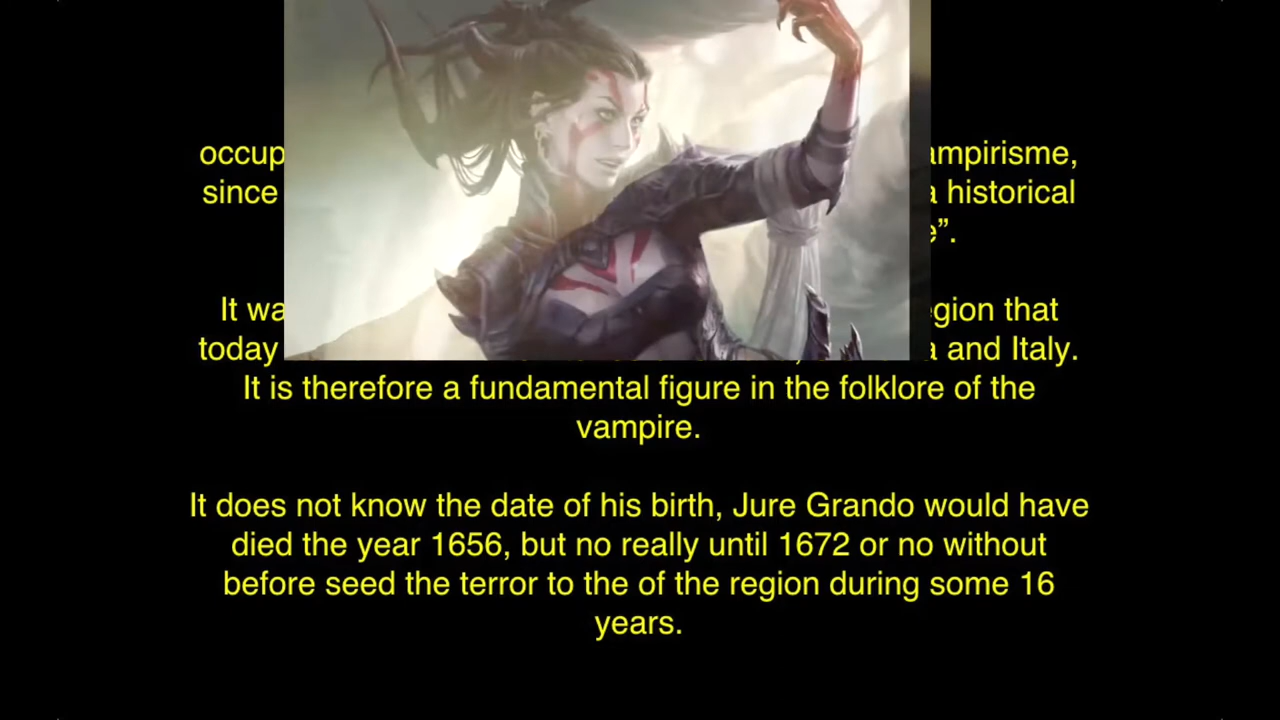 ampirisme,
since a historical
e”.
It egion that
today and Italy.
It is therefore a fundamental figure in the folklore of the
vampire.
It does not know the date of his birth, Jure Grando would have
died the year 1656, but no really until 1672 or no without
before seed the terror to the of the region during some 16
years.